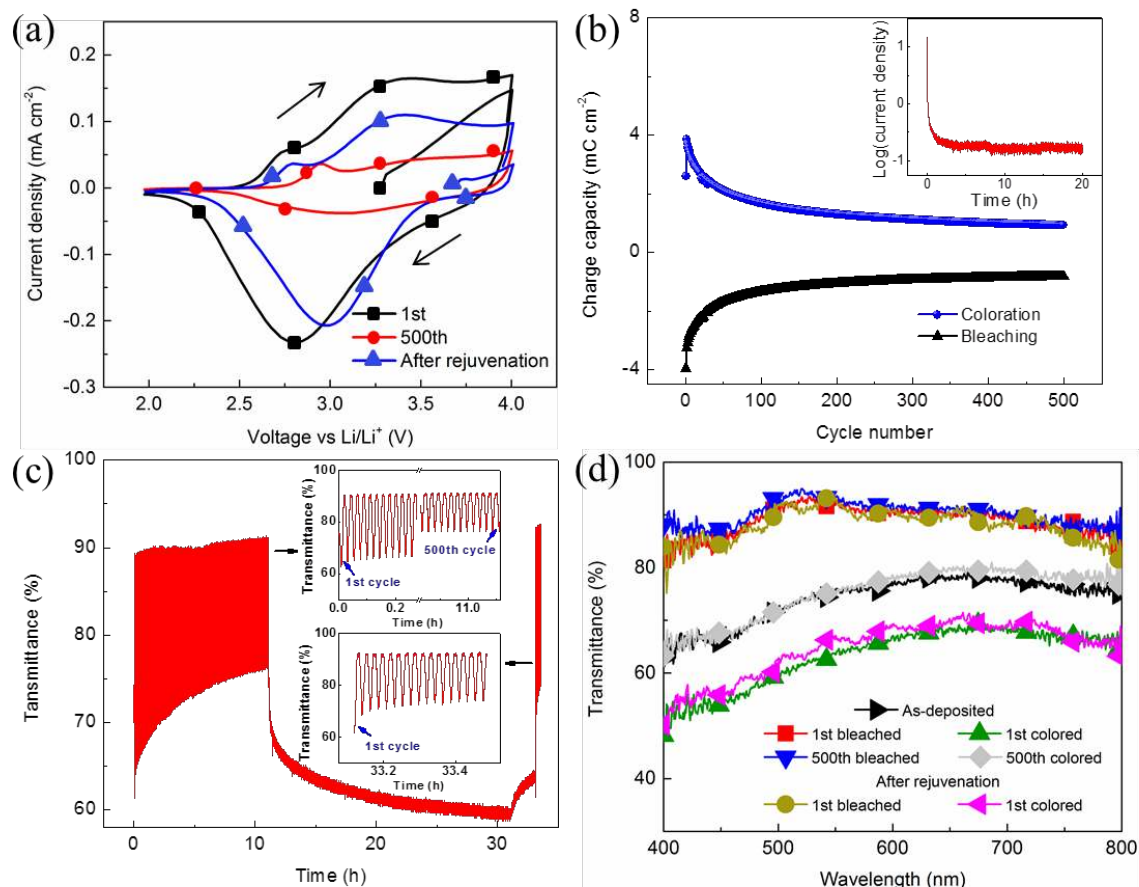 (a)
0.2
0.1
0.0
-0.1
-0.2
-0.3
Current density (mA cm-2)
1st
500th
After rejuvenation
2.0 2.5 3.0 3.5 4.0
Voltage vs Li/Li+ (V)
(b)
8
4
0
-4
Charge capacity (mC cm-2)
Log(current density)
1
0
-1
0 10 20
Time (h)
Coloration
Bleaching
0 100 200 300 400 500
Cycle number
(c)
100
90
80
70
60
Tansmittance (%)
Transmittance (%)
100
80
60
1st cycle
500th cycle
0.0 0.2 11.0
Time (h)
Transmittance (%)
100
80
60
1st cycle
33.2 33.4
Time (h)
0 10 20 30
Time (h)
(d)
100
80
60
40
Transmittance (%)
As-deposited
1st bleached 1st colored
500th bleached 500th colored
After rejuvenation
1st bleached 1st colored
400 500 600 700 800
Wavelength (nm)